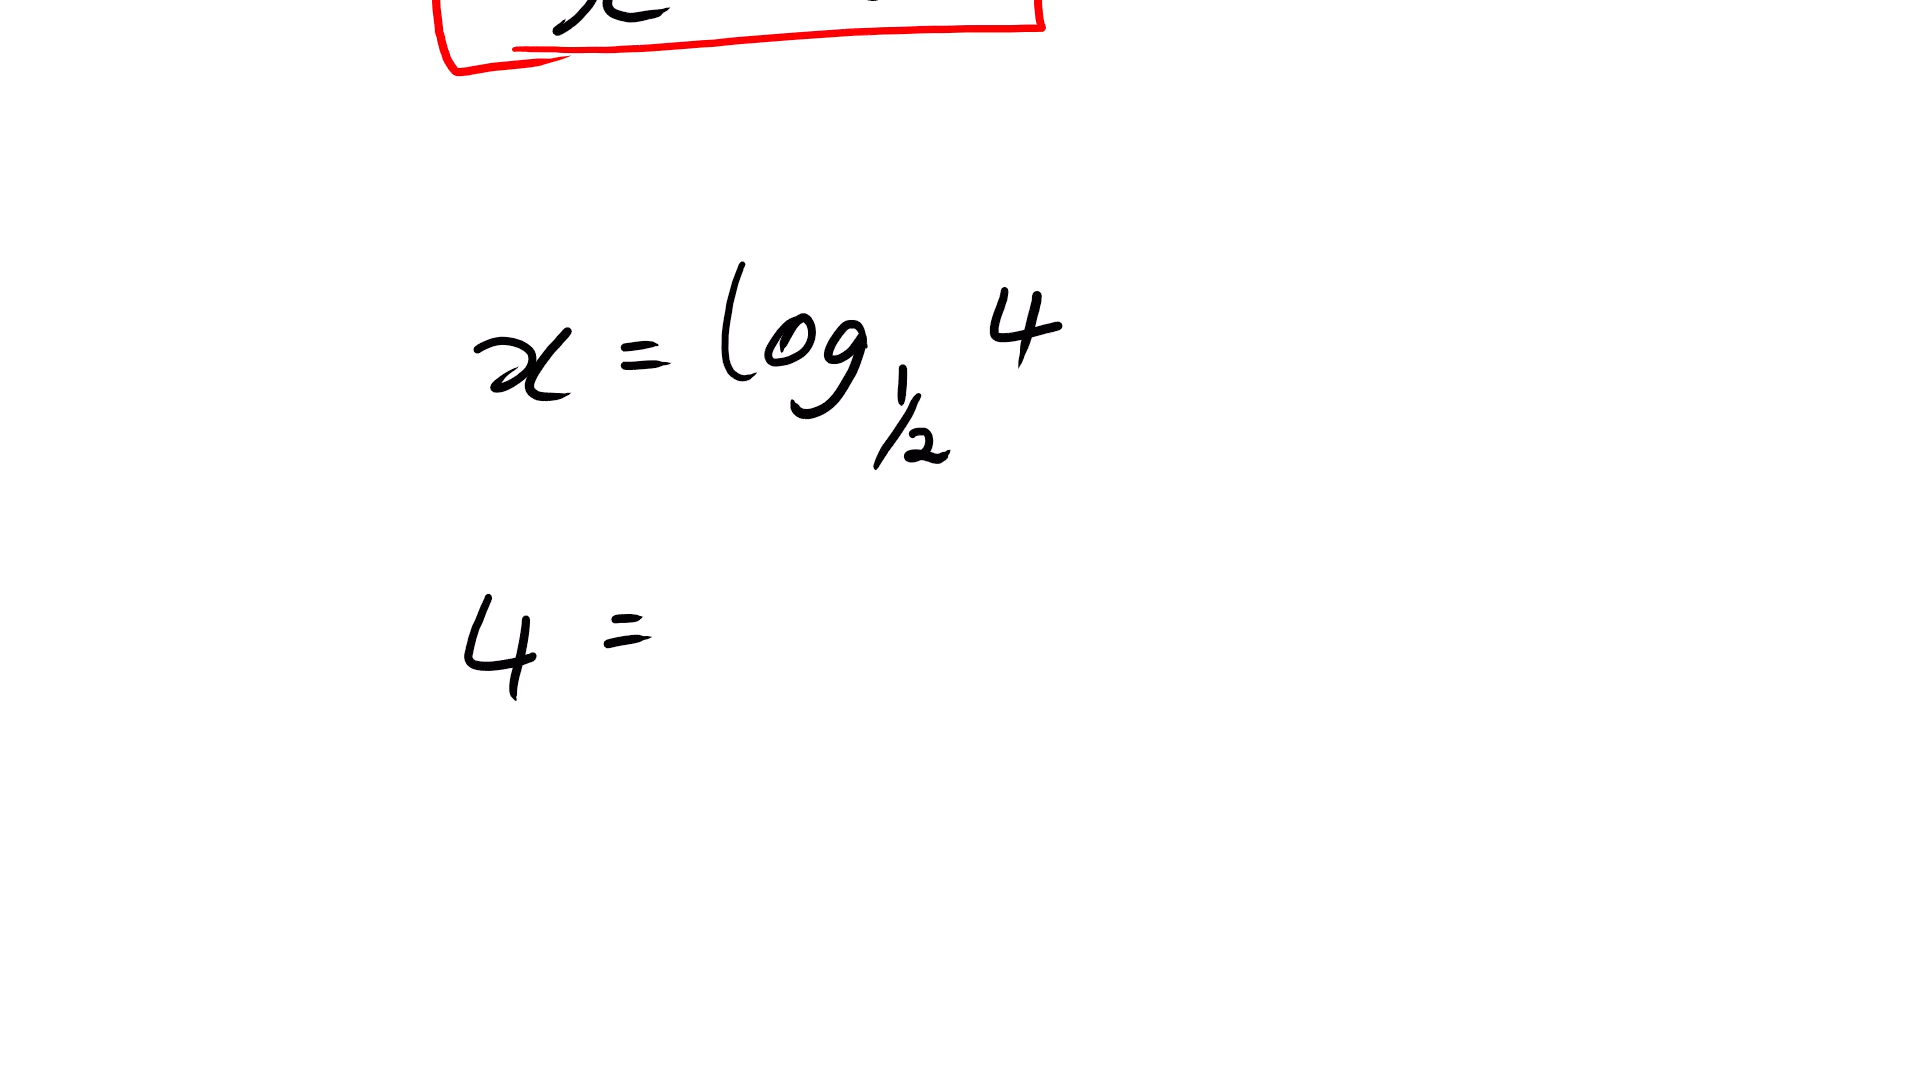 x = log_{1/2} 4
4 =